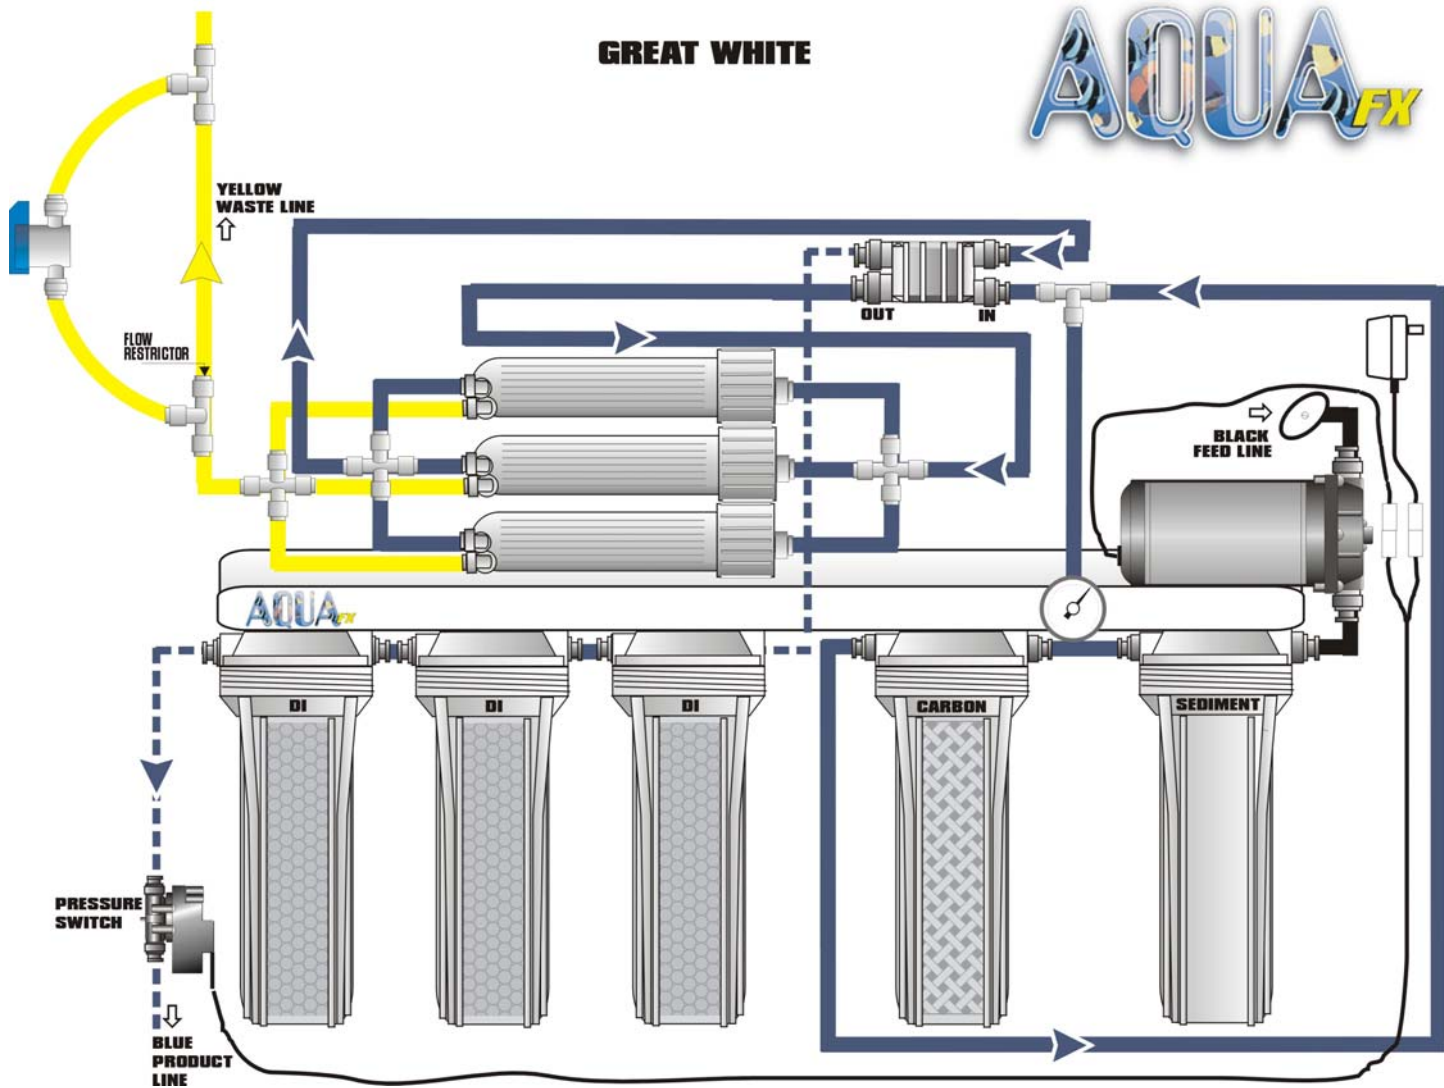 GREAT WHITE
AQUA FX
YELLOW
WASTE LINE
FLOW
RESTRICTOR
OUT
IN
BLACK
FEED LINE
AQUA FX
DI
DI
DI
CARBON
SEDIMENT
PRESSURE
SWITCH
BLUE
PRODUCT
LINE